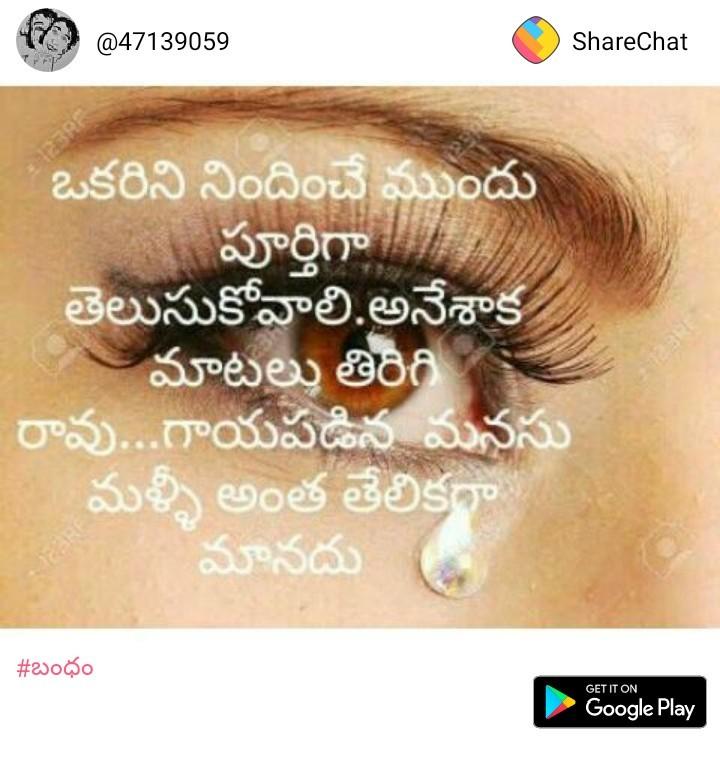 @47139059
ShareChat
ఒకరిని నిందించే ముందు
పూర్తిగా
తెలుసుకోవాలి.అనేశాక
మాటలు తిరిగి
రావు...గాయపడిన మనసు
మళ్ళీ అంత తేలికగా
మానదు
#బంధం
GET IT ON
Google Play